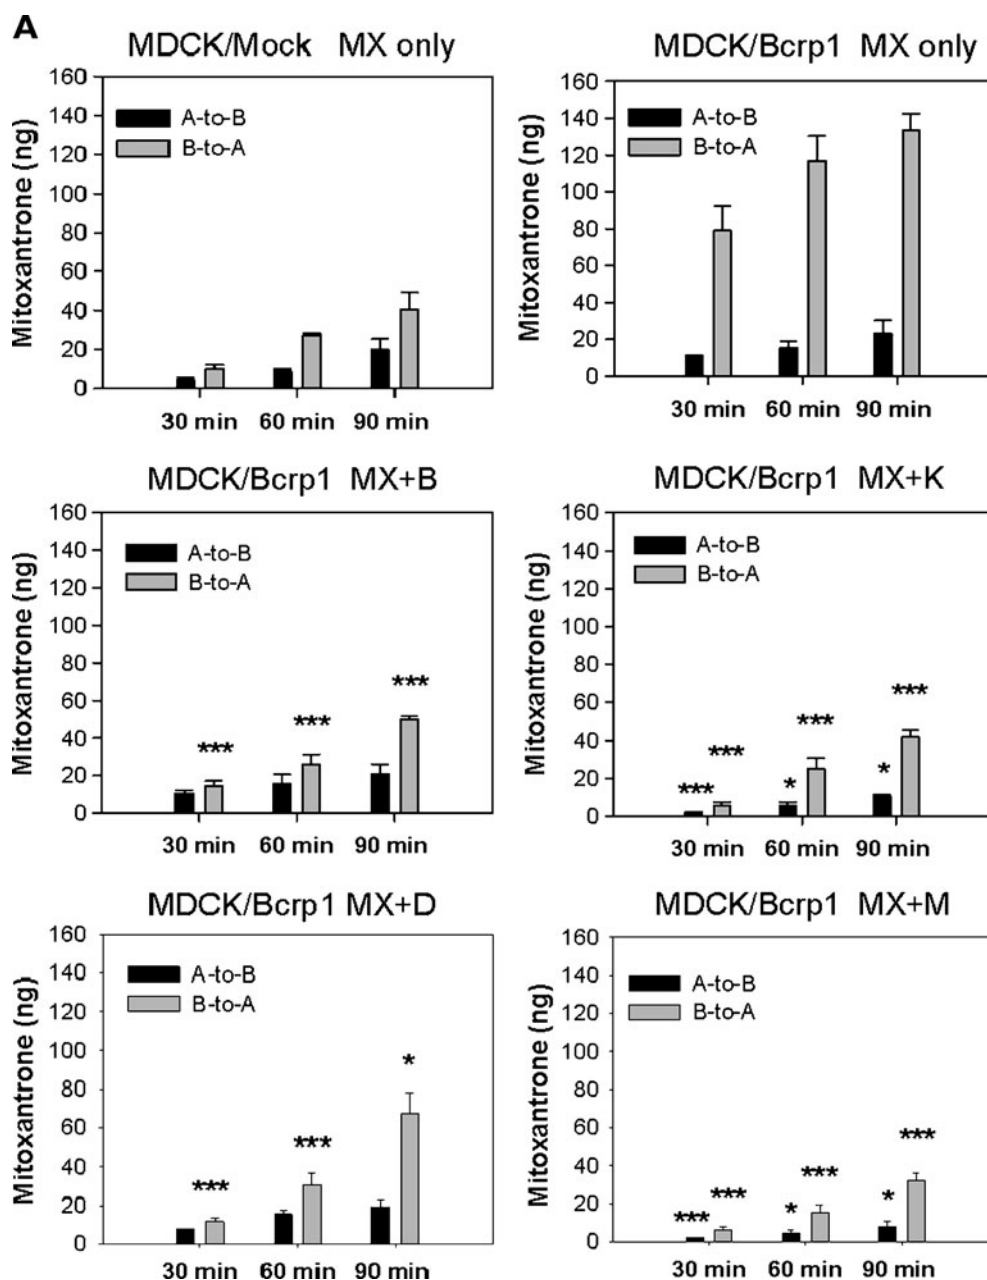 A
MDCK/Mock MX only
160
140
120
100
80
60
40
20
0
Mitoxantrone (ng)
A-to-B
B-to-A
30 min 60 min 90 min
MDCK/Bcrp1 MX only
160
140
120
100
80
60
40
20
0
Mitoxantrone (ng)
A-to-B
B-to-A
30 min 60 min 90 min
MDCK/Bcrp1 MX+B
160
140
120
100
80
60
40
20
0
Mitoxantrone (ng)
A-to-B
B-to-A
***
***
***
30 min 60 min 90 min
MDCK/Bcrp1 MX+K
160
140
120
100
80
60
40
20
0
Mitoxantrone (ng)
A-to-B
B-to-A
*** ***
* ***
* ***
30 min 60 min 90 min
MDCK/Bcrp1 MX+D
160
140
120
100
80
60
40
20
0
Mitoxantrone (ng)
A-to-B
B-to-A
***
***
*
30 min 60 min 90 min
MDCK/Bcrp1 MX+M
160
140
120
100
80
60
40
20
0
Mitoxantrone (ng)
A-to-B
B-to-A
*** ***
* ***
* ***
30 min 60 min 90 min